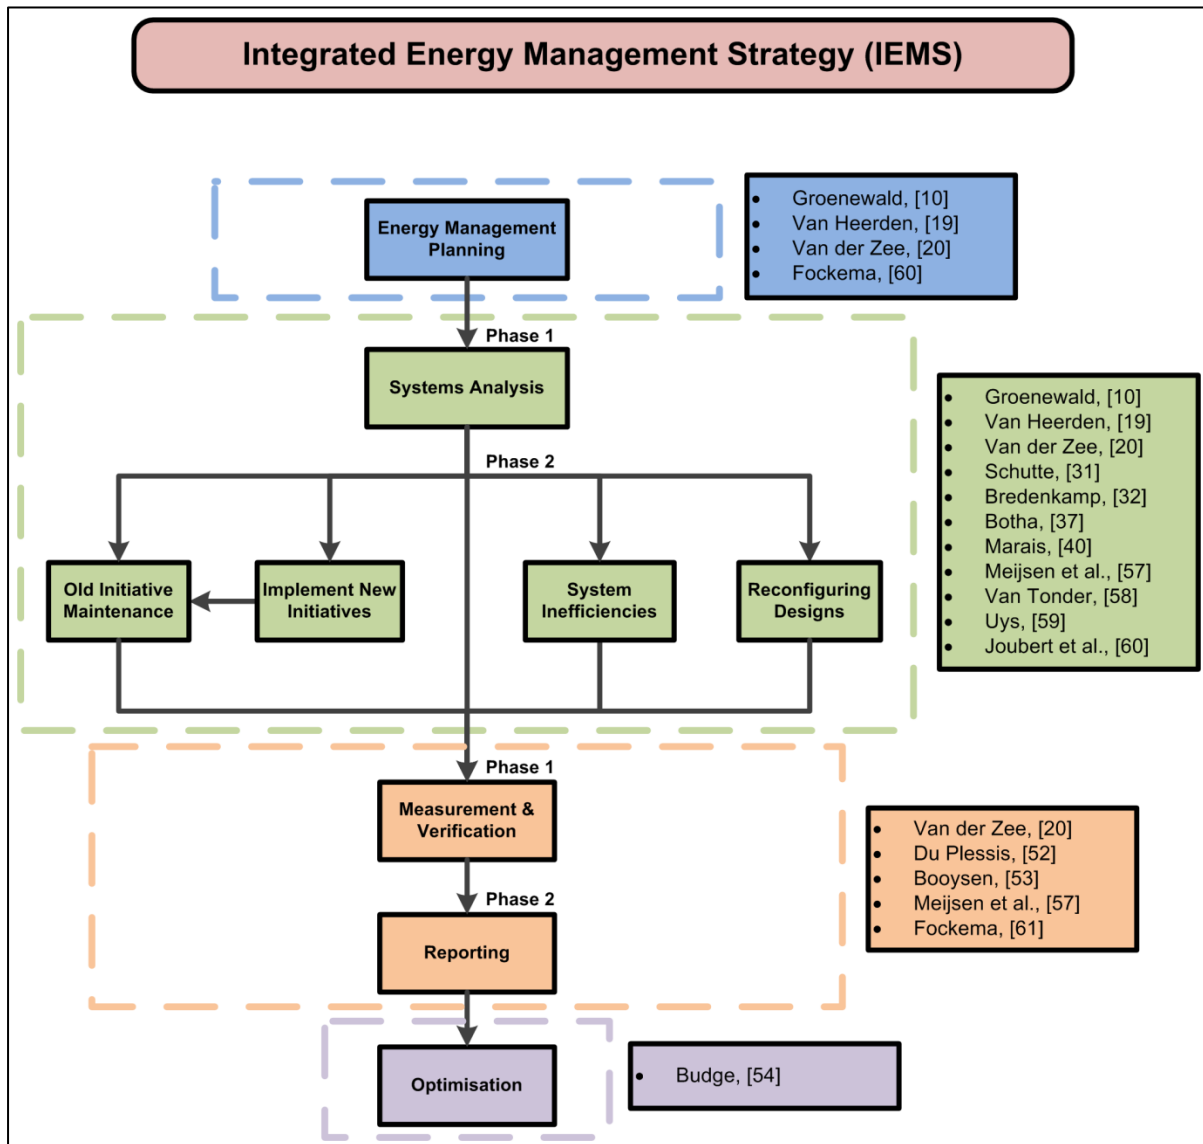 Integrated Energy Management Strategy (IEMS)
Energy Management
Planning
• Groenewald, [10]
• Van Heerden, [19]
• Van der Zee, [20]
• Fockema, [60]
Phase 1
Systems Analysis
Phase 2
Old Initiative
Maintenance
Implement New
Initiatives
System
Inefficiencies
Reconfiguring
Designs
• Groenewald, [10]
• Van Heerden, [19]
• Van der Zee, [20]
• Schutte, [31]
• Bredenkamp, [32]
• Botha, [37]
• Marais, [40]
• Meijsen et al., [57]
• Van Tonder, [58]
• Uys, [59]
• Joubert et al., [60]
Phase 1
Measurement &
Verification
Phase 2
Reporting
• Van der Zee, [20]
• Du Plessis, [52]
• Booysen, [53]
• Meijsen et al., [57]
• Fockema, [61]
Optimisation
• Budge, [54]